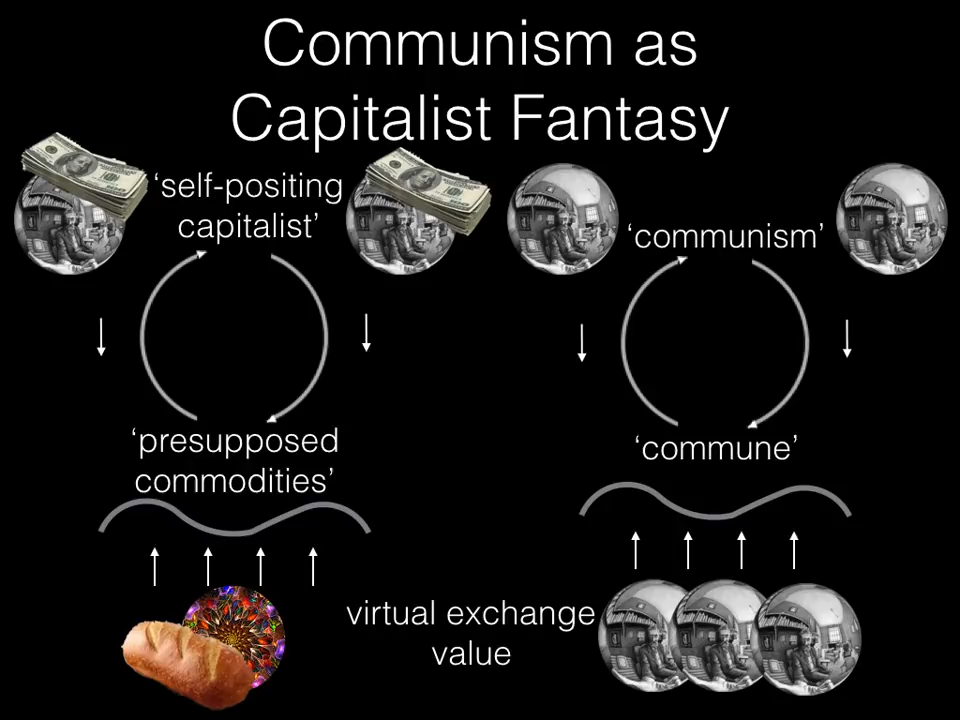 Communism as
Capitalist Fantasy
‘self-positing
capitalist’
‘communism’
‘presupposed
commodities’
‘commune’
virtual exchange
value